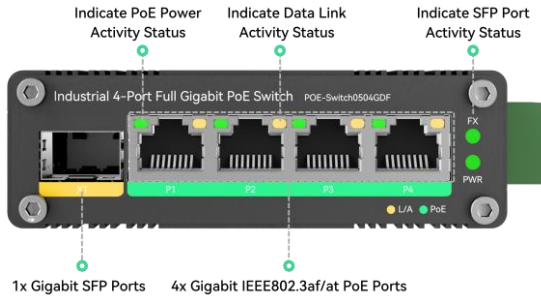 Indicate PoE Power
Activity Status
Indicate Data Link
Activity Status
Indicate SFP Port
Activity Status
Industrial 4-Port Full Gigabit PoE Switch POE-Switch0504GDF
FX
PWR
X1
P1
P2
P3
P4
L/A
PoE
1x Gigabit SFP Ports
4x Gigabit IEEE802.3af/at PoE Ports